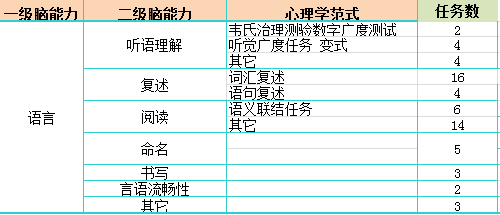 一级脑能力 二级脑能力 心理学范式 任务数
语言 听语理解 韦氏治理测验数字广度测试 2
听觉广度任务 变式 4
其它 4
复述 词汇复述 16
语句复述 4
阅读 语义联结任务 6
其它 14
命名 5
书写 3
言语流畅性 2
其它 3